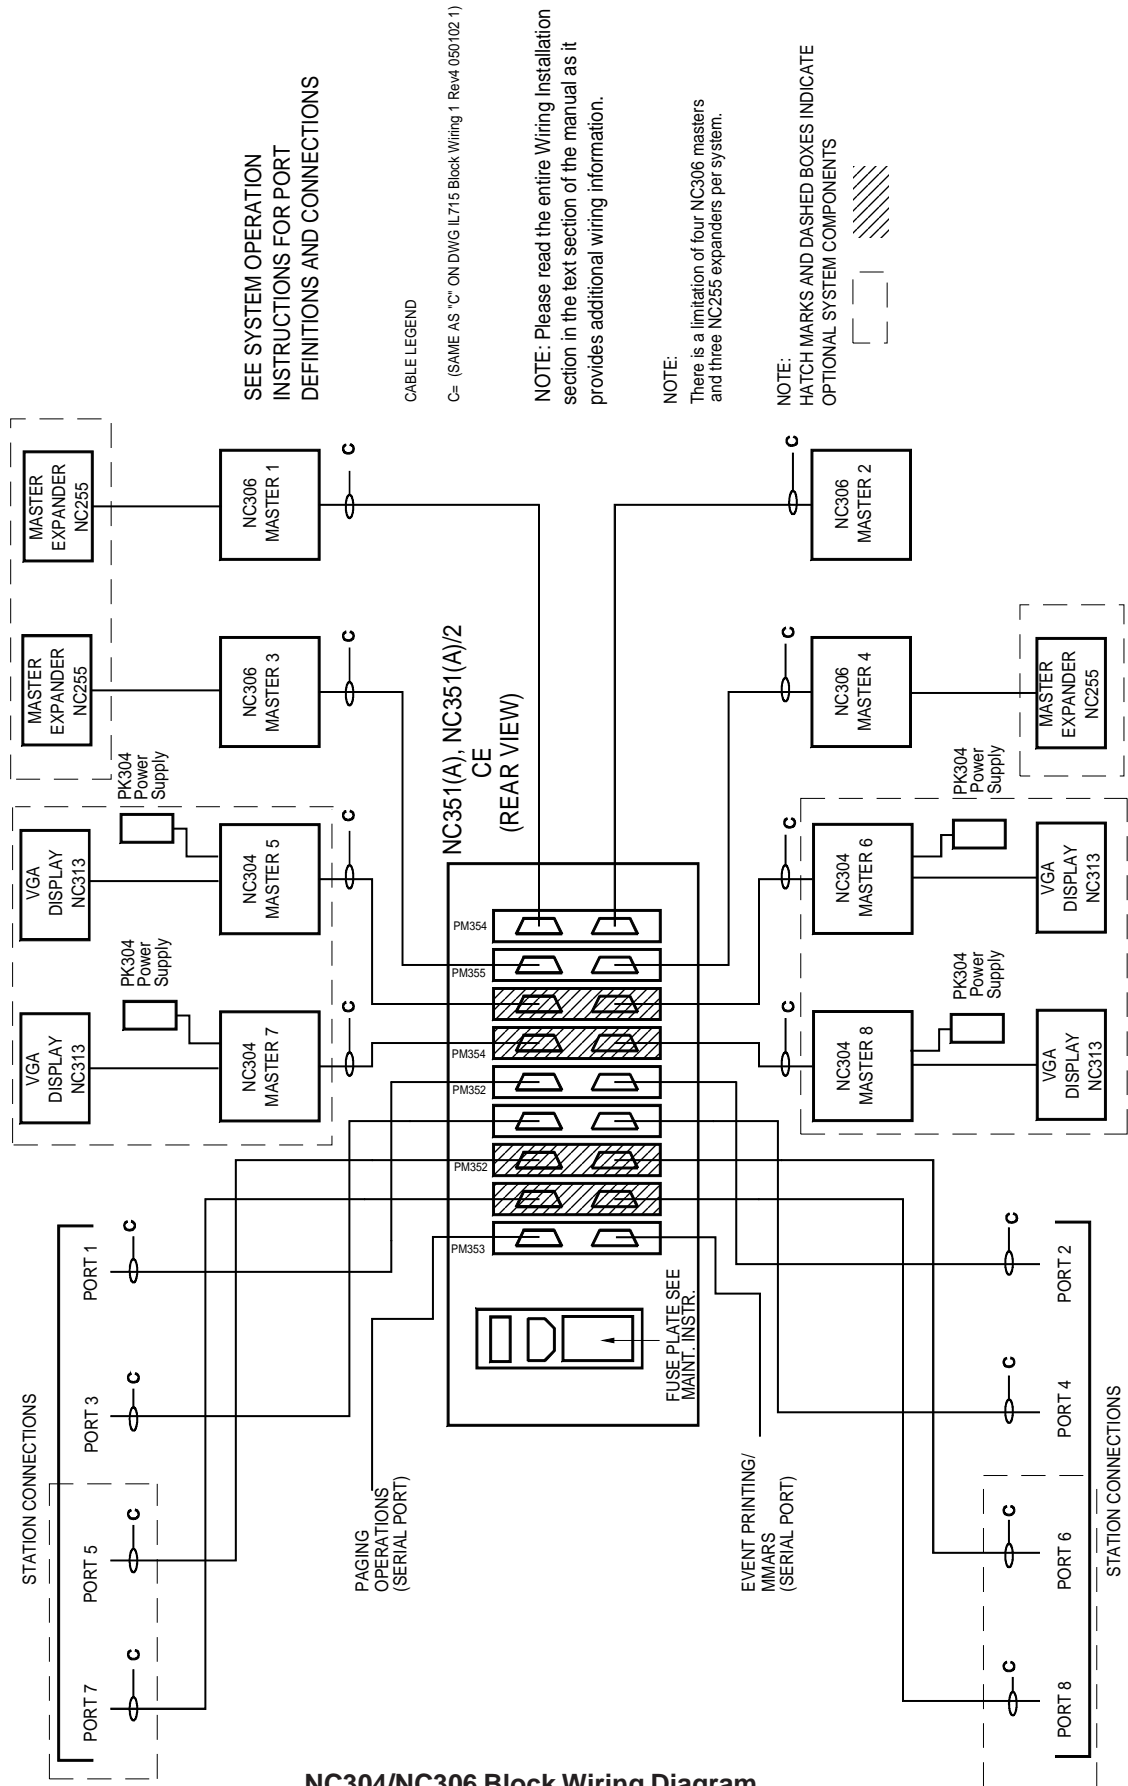 STATION CONNECTIONS
PORT 7
PORT 5
PORT 3
PORT 1
C
C
C
C
VGA
DISPLAY
NC313
PK304
Power
Supply
NC304
MASTER 7
C
VGA
DISPLAY
NC313
PK304
Power
Supply
NC304
MASTER 5
C
MASTER
EXPANDER
NC255
NC306
MASTER 3
C
MASTER
EXPANDER
NC255
NC306
MASTER 1
C
SEE SYSTEM OPERATION
INSTRUCTIONS FOR PORT
DEFINITIONS AND CONNECTIONS
CABLE LEGEND
C= (SAME AS "C" ON DWG IL715 Block Wiring 1 Rev4 050102 1)
NOTE: Please read the entire Wiring Installation
section in the text section of the manual as it
provides additional wiring information.
NOTE:
There is a limitation of four NC306 masters
and three NC255 expanders per system.
NOTE:
HATCH MARKS AND DASHED BOXES INDICATE
OPTIONAL SYSTEM COMPONENTS
PAGING
OPERATIONS
(SERIAL PORT)
NC351(A), NC351(A)/2
CE
(REAR VIEW)
PM353
PM352
PM352
PM354
PM355
PM354
FUSE PLATE SEE
MAINT. INSTR.
EVENT PRINTING/
MMARS
(SERIAL PORT)
C
C
C
C
PORT 8
PORT 6
PORT 4
PORT 2
STATION CONNECTIONS
C
NC304
MASTER 8
PK304
Power
Supply
VGA
DISPLAY
NC313
C
NC304
MASTER 6
PK304
Power
Supply
VGA
DISPLAY
NC313
C
NC306
MASTER 4
MASTER
EXPANDER
NC255
C
NC306
MASTER 2
NC304/NC306 Block Wiring Diagram